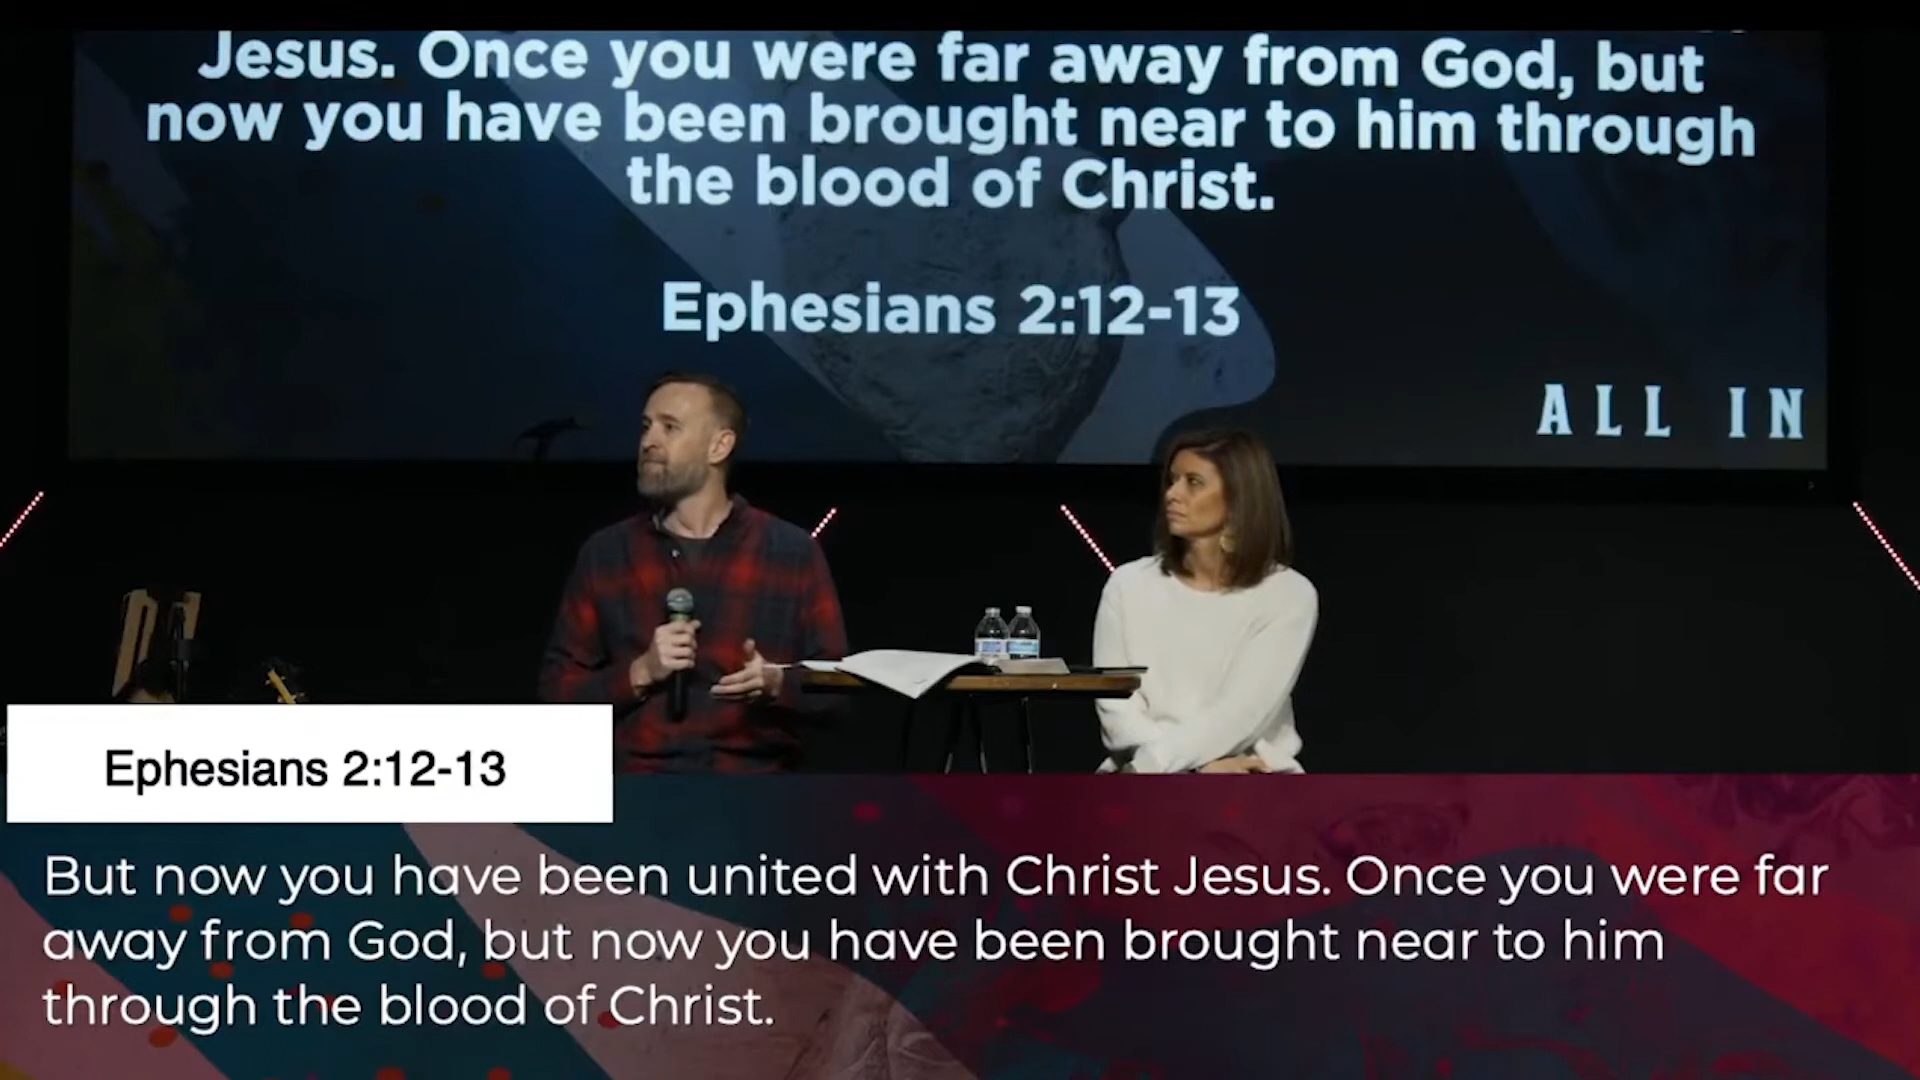 Jesus. Once you were far away from God, but
now you have been brought near to him through
the blood of Christ.
Ephesians 2:12-13
ALL IN
Ephesians 2:12-13
But now you have been united with Christ Jesus. Once you were far
away from God, but now you have been brought near to him
through the blood of Christ.